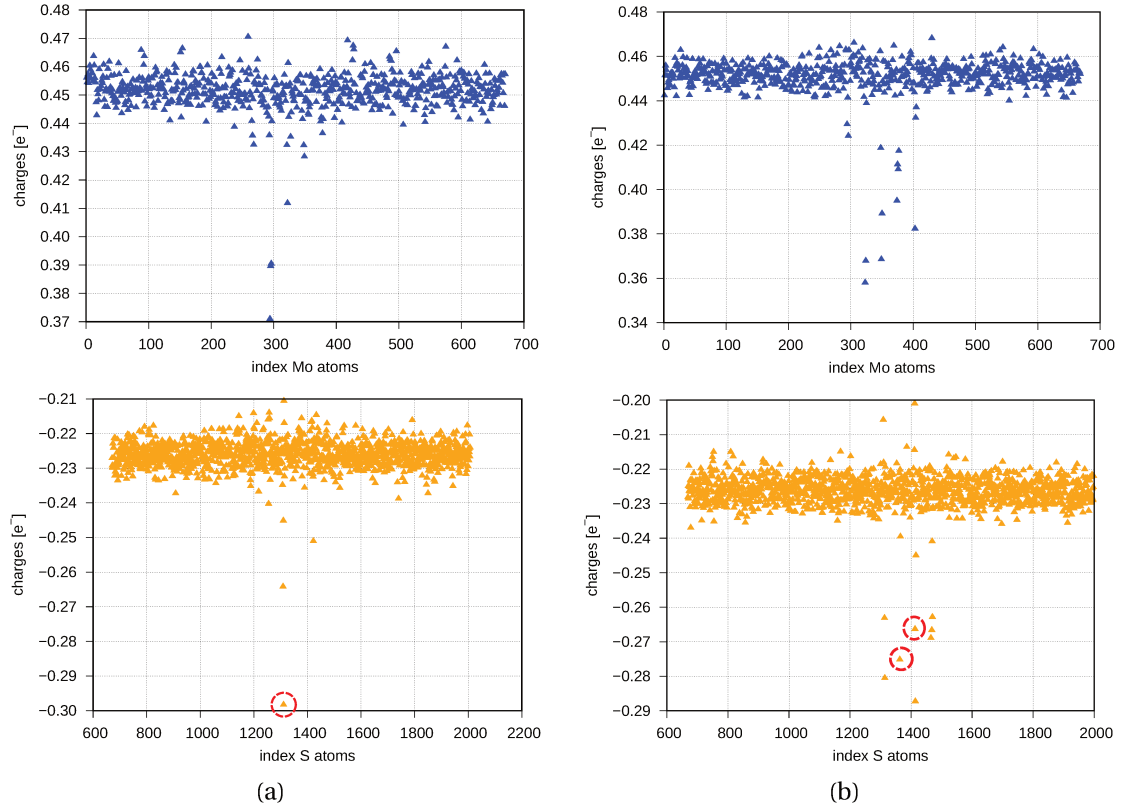 0.48
0.47
0.46
0.45
0.44
0.43
0.42
0.41
0.40
0.39
0.38
0.37
charges [e⁻]
0 100 200 300 400 500 600 700
index Mo atoms
0.48
0.46
0.44
0.42
0.40
0.38
0.36
0.34
charges [e⁻]
0 100 200 300 400 500 600 700
index Mo atoms
−0.21
−0.22
−0.23
−0.24
−0.25
−0.26
−0.27
−0.28
−0.29
−0.30
charges [e⁻]
600 800 1000 1200 1400 1600 1800 2000 2200
index S atoms
(a)
−0.20
−0.21
−0.22
−0.23
−0.24
−0.25
−0.26
−0.27
−0.28
−0.29
charges [e⁻]
600 800 1000 1200 1400 1600 1800 2000
index S atoms
(b)